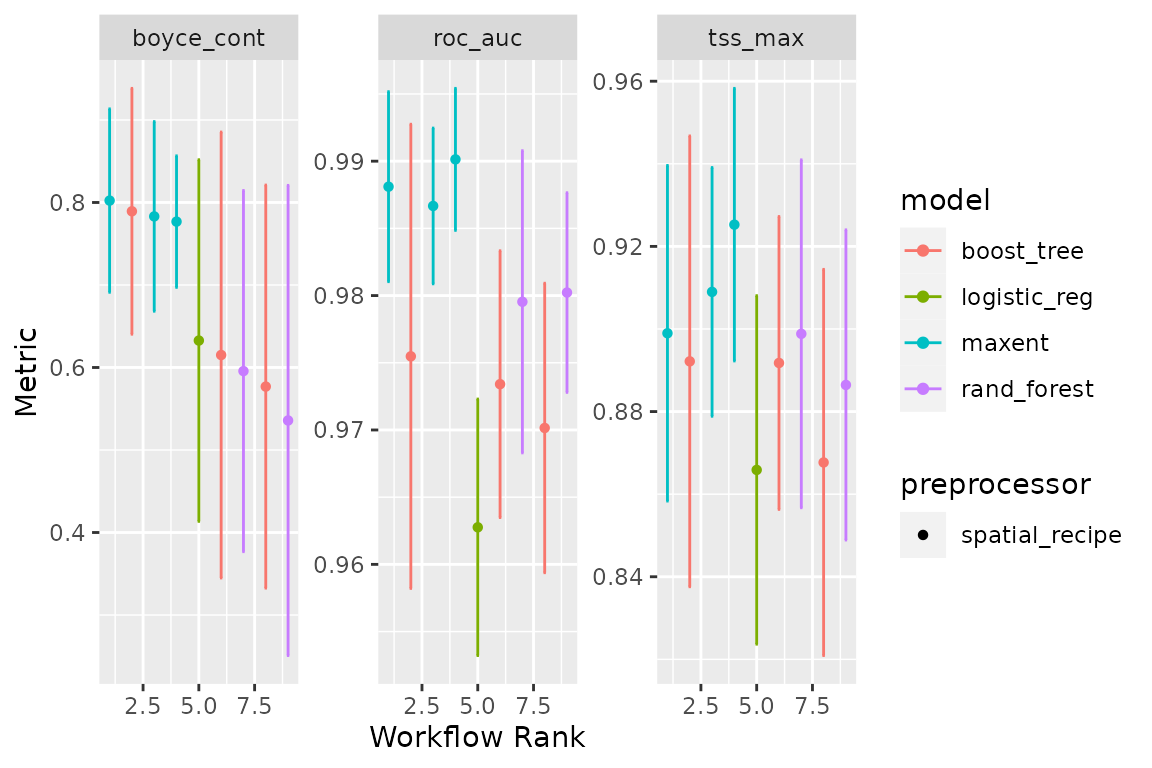 boyce_cont roc_auc tss_max
Metric
0.8
0.6
0.4
0.99
0.98
0.97
0.96
0.96
0.92
0.88
0.84
2.5 5.0 7.5 2.5 5.0 7.5 2.5 5.0 7.5
Workflow Rank
model
boost_tree
logistic_reg
maxent
rand_forest
preprocessor
spatial_recipe